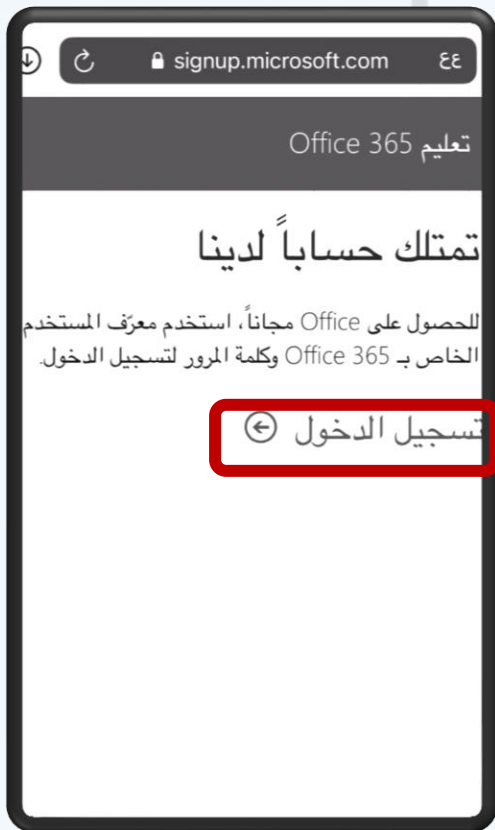 signup.microsoft.com عع
تعليم Office 365
تمتلك حساباً لدينا
للحصول على Office مجاناً، استخدم معرّف المستخدم
الخاص بـ Office 365 وكلمة المرور لتسجيل الدخول.
تسجيل الدخول